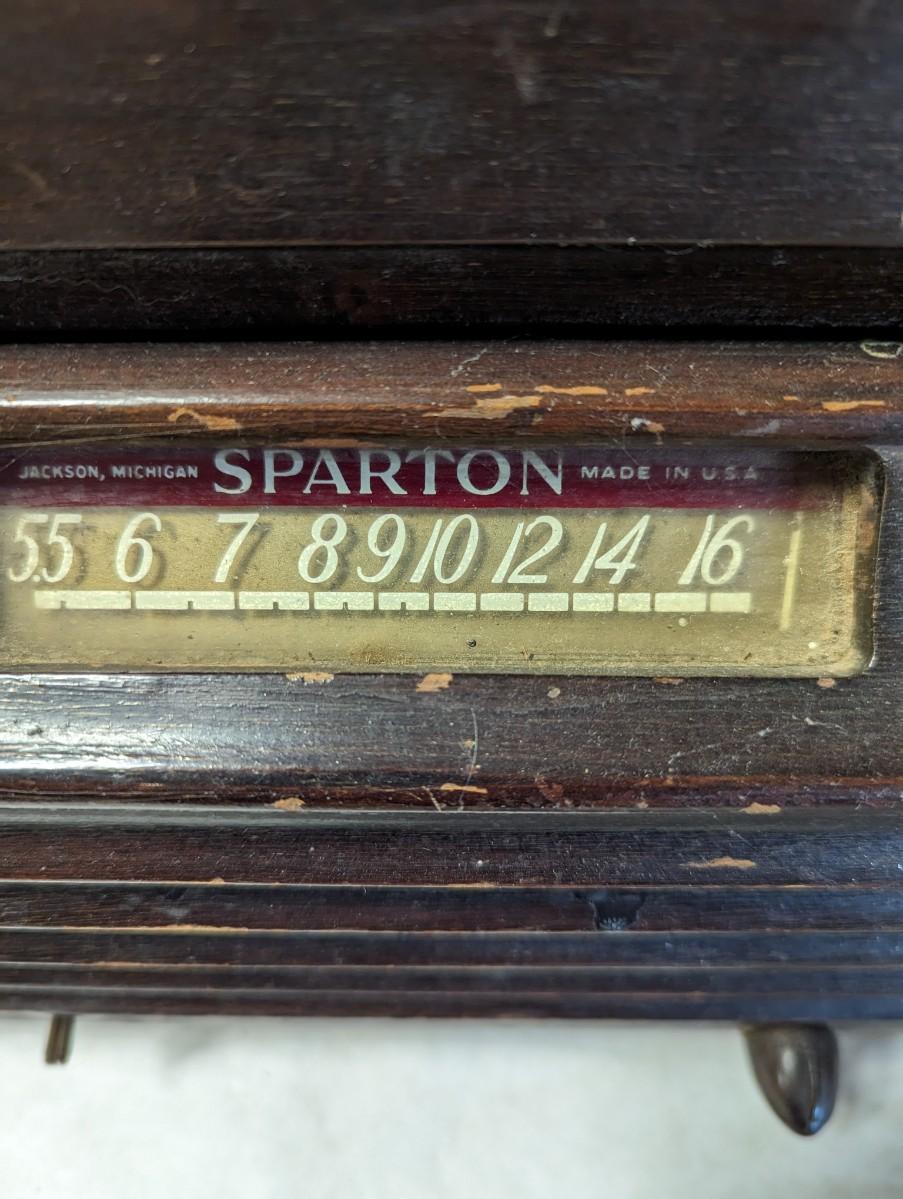 JACKSON, MICHIGAN SPARTON MADE IN U.S.A
5.5 6 7 8 9 10 12 14 16